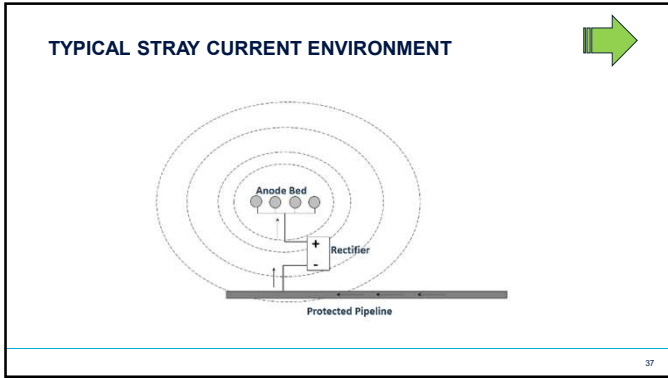 TYPICAL STRAY CURRENT ENVIRONMENT
Anode Bed
+
Rectifier
-
Protected Pipeline
37